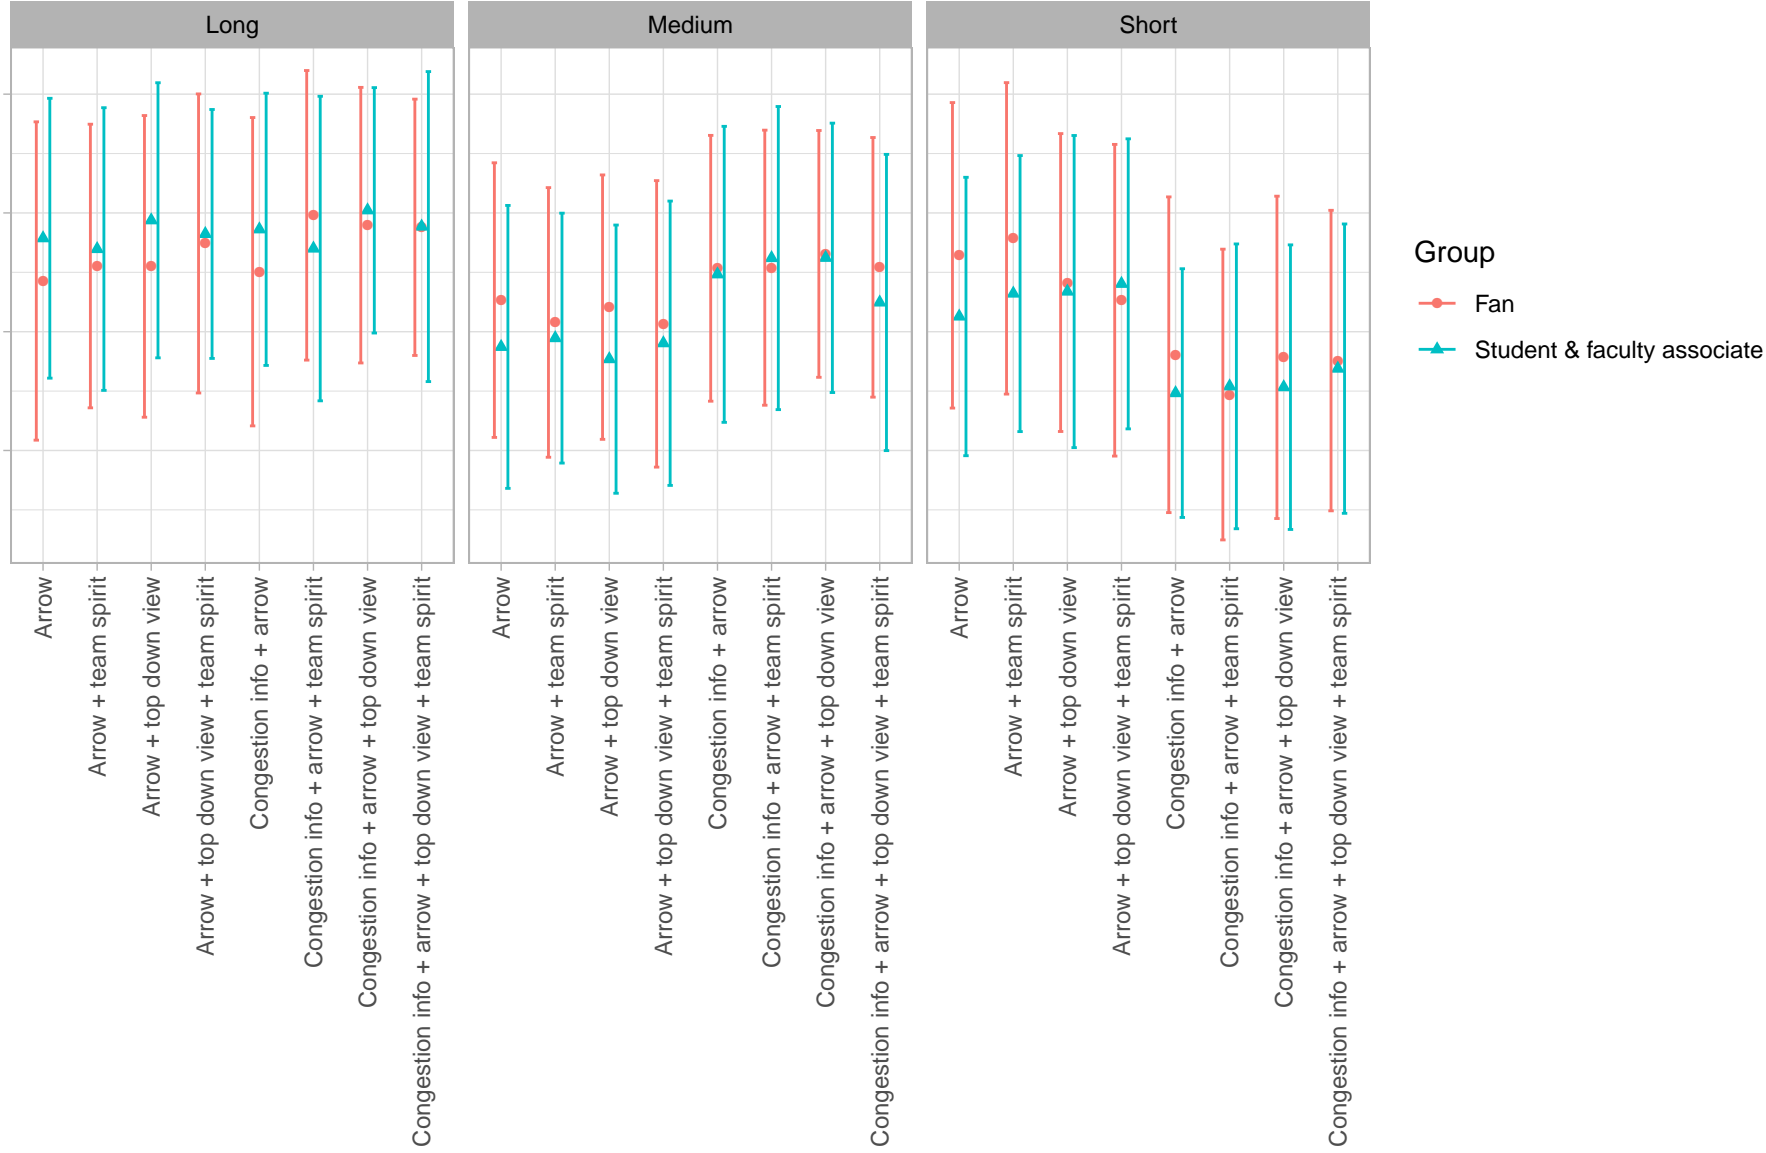 Long
Medium
Short
Arrow
Arrow + team spirit
Arrow + top down view
Arrow + top down view + team spirit
Congestion info + arrow
Congestion info + arrow + team spirit
Congestion info + arrow + top down view
Congestion info + arrow + top down view + team spirit
Arrow
Arrow + team spirit
Arrow + top down view
Arrow + top down view + team spirit
Congestion info + arrow
Congestion info + arrow + team spirit
Congestion info + arrow + top down view
Congestion info + arrow + top down view + team spirit
Arrow
Arrow + team spirit
Arrow + top down view
Arrow + top down view + team spirit
Congestion info + arrow
Congestion info + arrow + team spirit
Congestion info + arrow + top down view
Congestion info + arrow + top down view + team spirit
Group
Fan
Student & faculty associate